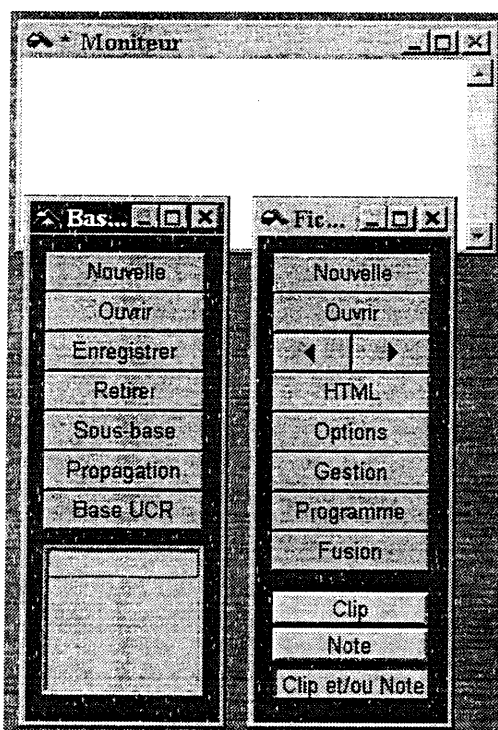 * Moniteur
Bas...
Nouvelle
Ouvrir
Enregistrer
Retirer
Sous-base
Propagation
Base UCR
Fic...
Nouvelle
Ouvrir
HTML
Options
Gestion
Programme
Fusion
Clip
Note
Clip et/ou Note